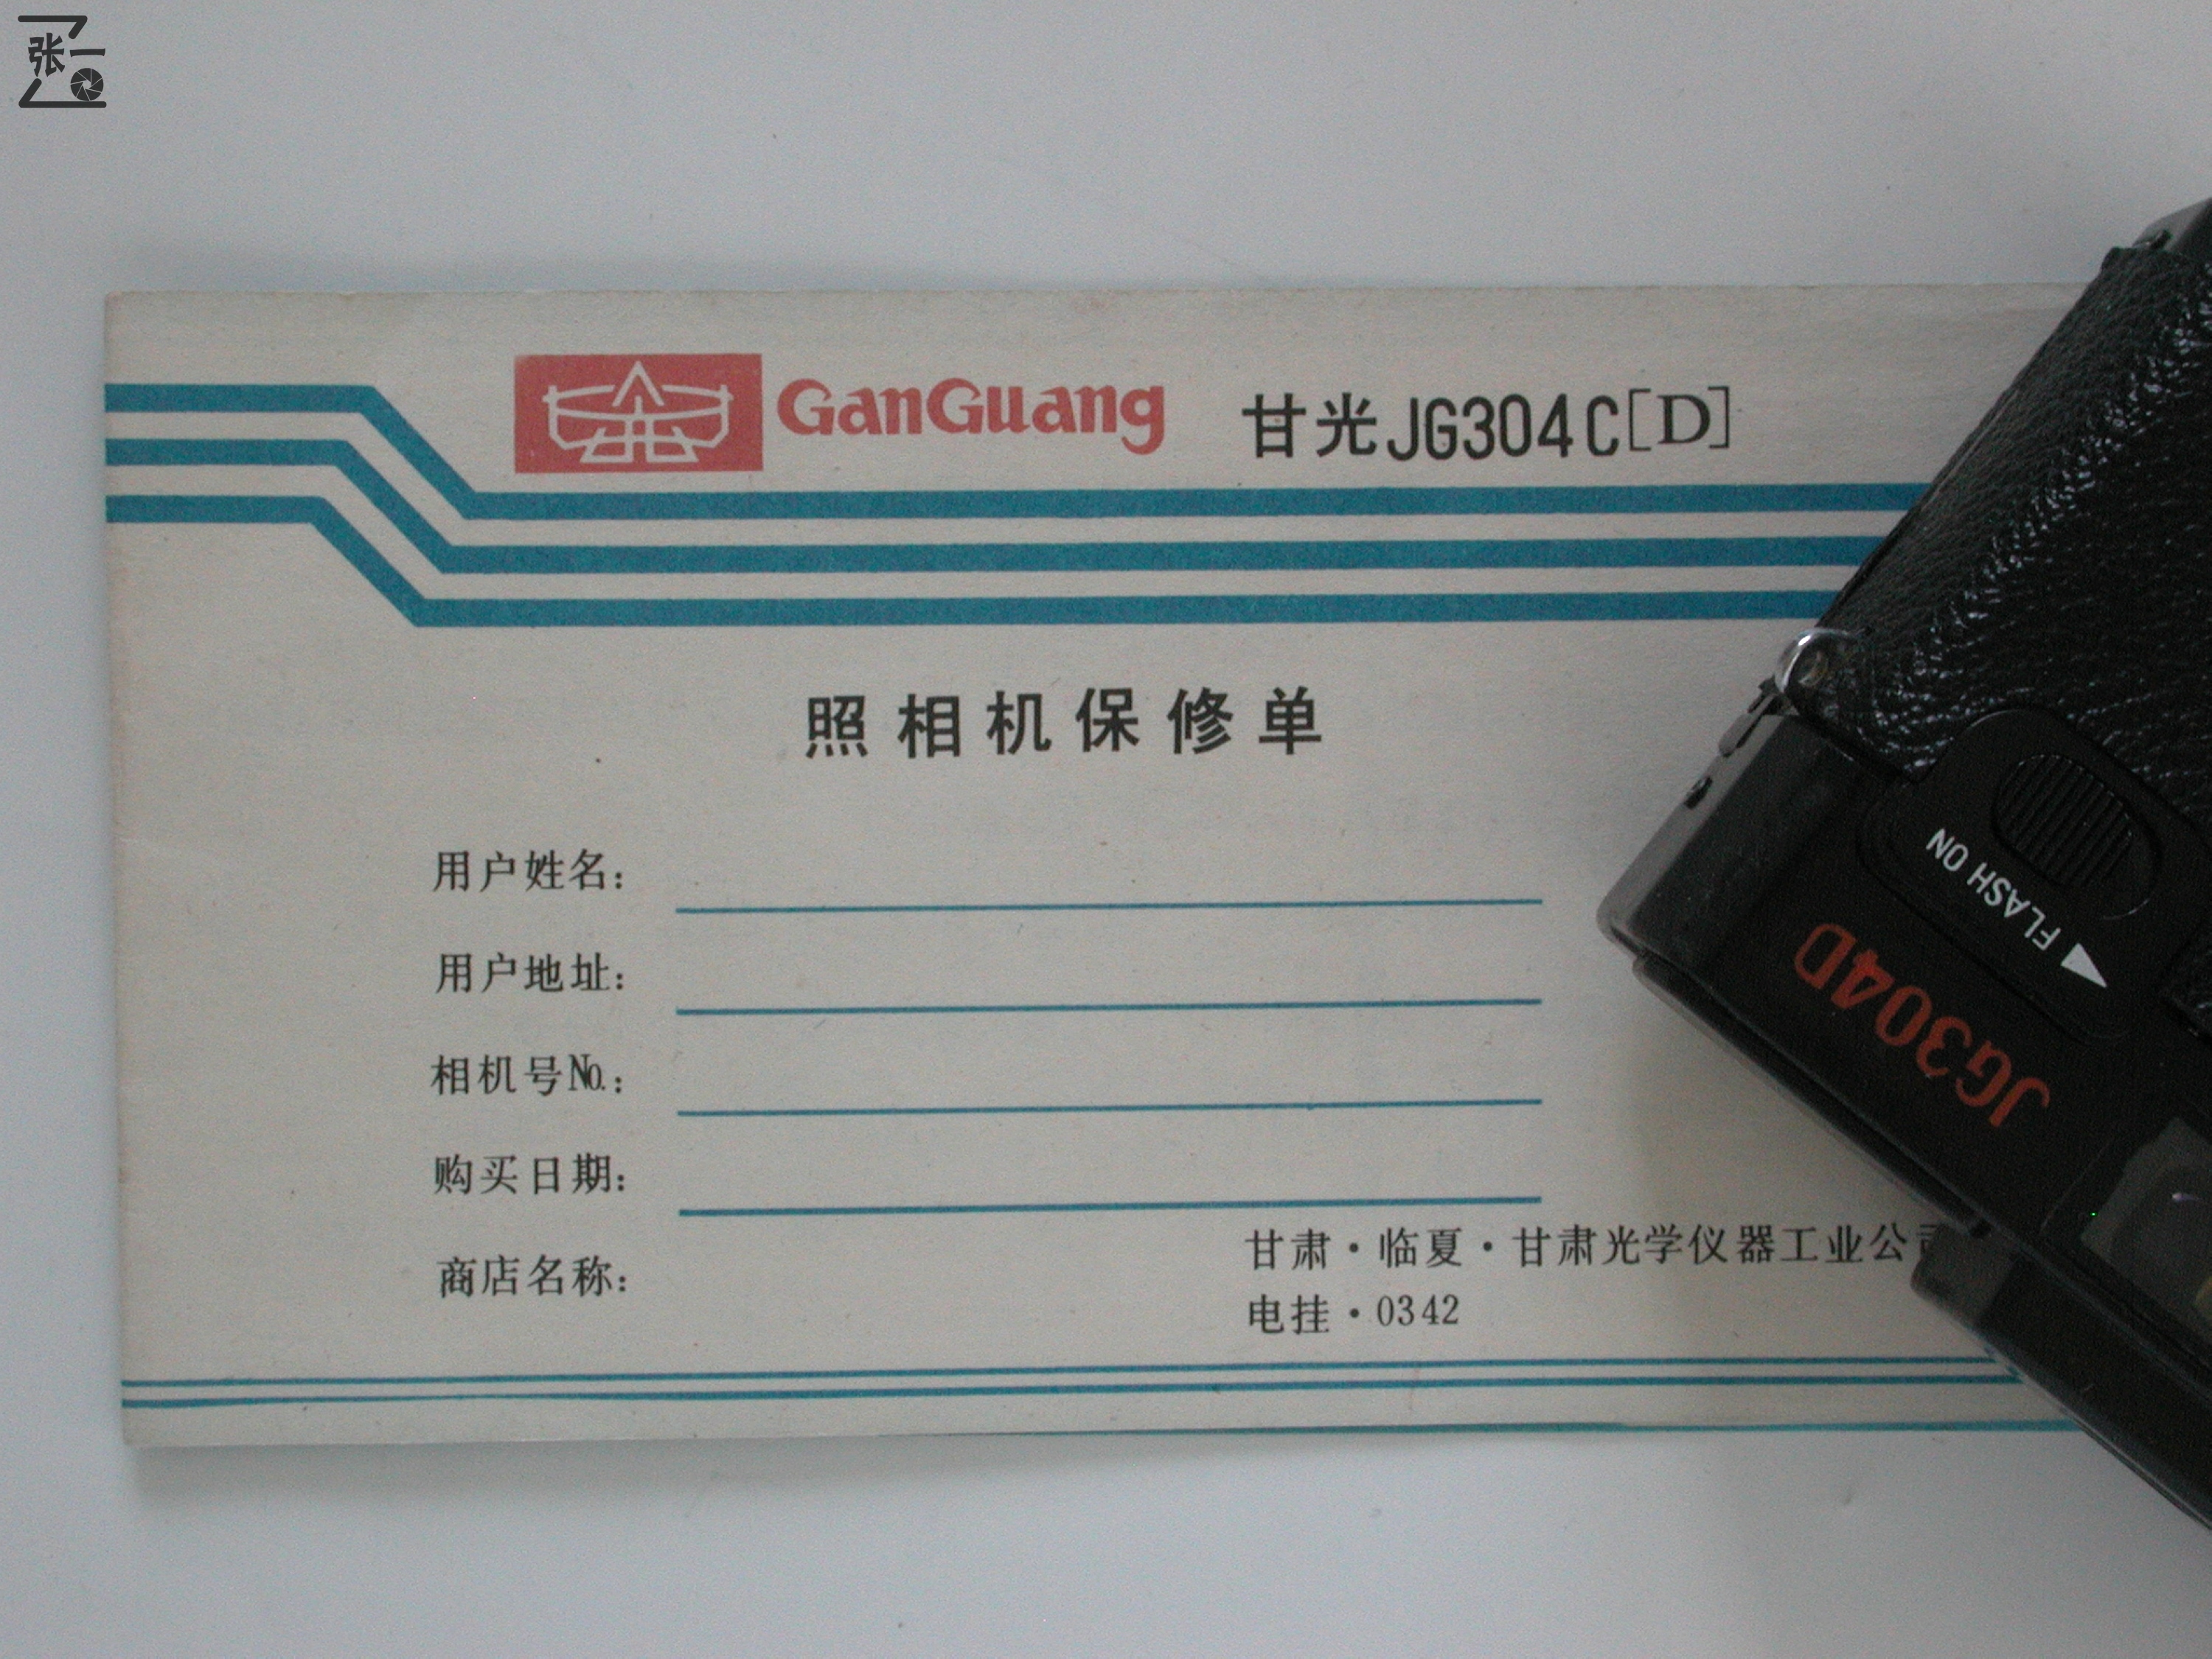 张一
GanGuang 甘光JG304C[D]
照相机保修单
用户姓名：
用户地址：
相机号№.：
购买日期：
商店名称：
甘肃·临夏·甘肃光学仪器工业公司
电挂·0342
FLASH ON
JG304D